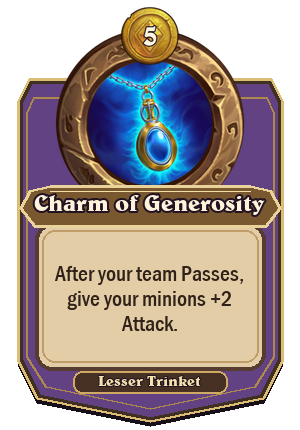 5
Charm of Generosity
After your team Passes,
give your minions +2
Attack.
Lesser Trinket